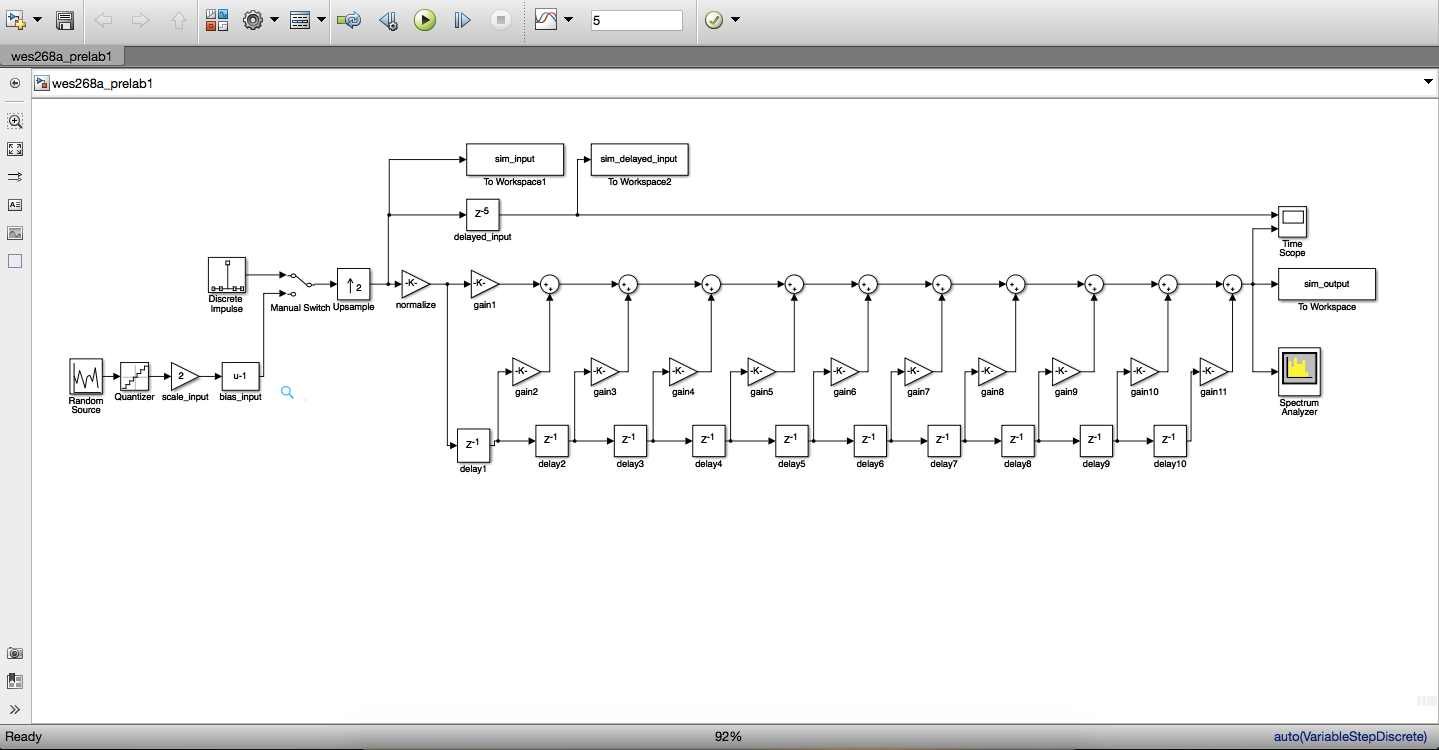 5
wes268a_prelab1
wes268a_prelab1
sim_input
To Workspace1
sim_delayed_input
To Workspace2
z-5
delayed_input
Time
Scope
Discrete
Impulse
Manual Switch
2
Upsample
-K-
normalize
-K-
gain1
sim_output
To Workspace
Random
Source
Quantizer
2
scale_input
u-1
bias_input
-K-
gain2
-K-
gain3
-K-
gain4
-K-
gain5
-K-
gain6
-K-
gain7
-K-
gain8
-K-
gain9
-K-
gain10
-K-
gain11
Spectrum
Analyzer
z-1
delay1
z-1
delay2
z-1
delay3
z-1
delay4
z-1
delay5
z-1
delay6
z-1
delay7
z-1
delay8
z-1
delay9
z-1
delay10
Ready
92%
auto(VariableStepDiscrete)